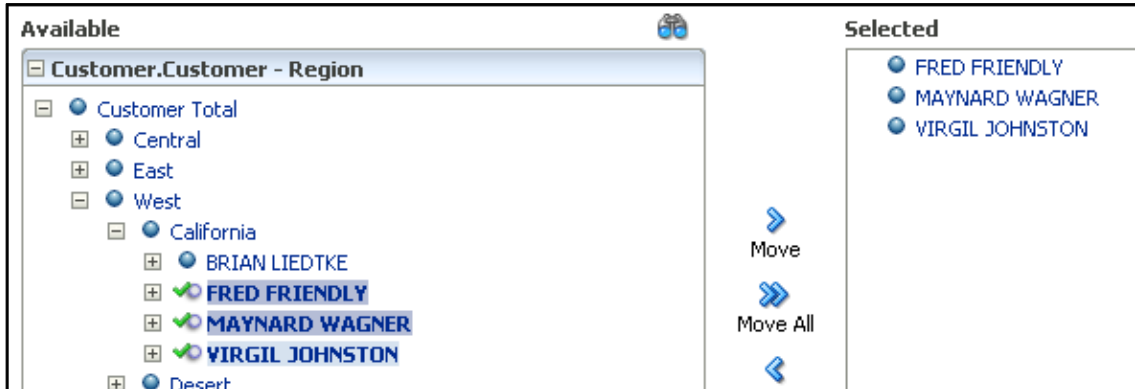 Available
Customer.Customer - Region
Customer Total
Central
East
West
California
BRIAN LIEDTKE
FRED FRIENDLY
MAYNARD WAGNER
VIRGIL JOHNSTON
Desert
Move
Move All
Selected
FRED FRIENDLY
MAYNARD WAGNER
VIRGIL JOHNSTON